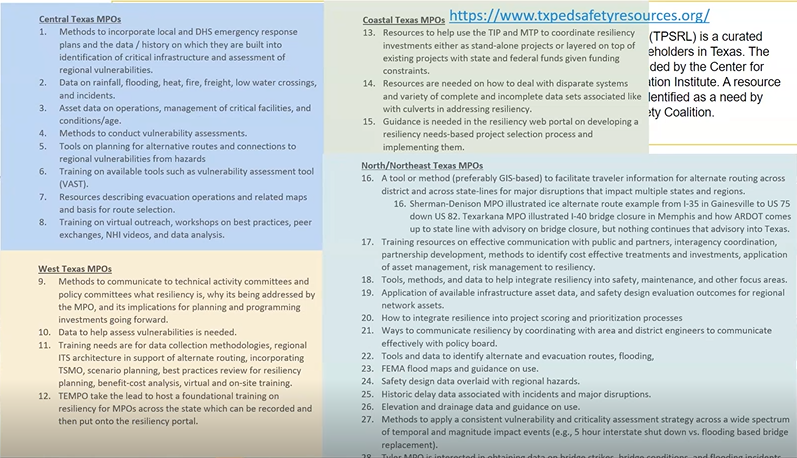 Central Texas MPOs
1. Methods to incorporate local and DHS emergency response
plans and the data / history on which they are built into
identification of critical infrastructure and assessment of
regional vulnerabilities.
2. Data on rainfall, flooding, heat, fire, freight, low water crossings,
and incidents.
3. Asset data on operations, management of critical facilities, and
conditions/age.
4. Methods to conduct vulnerability assessments.
5. Tools on planning for alternative routes and connections to
regional vulnerabilities from hazards
6. Training on available tools such as vulnerability assessment tool
(VAST).
7. Resources describing evacuation operations and related maps
and basis for route selection.
8. Training on virtual outreach, workshops on best practices, peer
exchanges, NHI videos, and data analysis.
West Texas MPOs
9. Methods to communicate to technical activity committees and
policy committees what resiliency is, why its being addressed by
the MPO, and its implications for planning and programming
investments going forward.
10. Data to help assess vulnerabilities is needed.
11. Training needs are for data collection methodologies, regional
ITS architecture in support of alternate routing, incorporating
TSMO, scenario planning, best practices review for resiliency
planning, benefit-cost analysis, virtual and on-site training.
12. TEMPO take the lead to host a foundational training on
resiliency for MPOs across the state which can be recorded and
then put onto the resiliency portal.
Coastal Texas MPOs
13. Resources to help use the TIP and MTP to coordinate resiliency
investments either as stand-alone projects or layered on top of
existing projects with state and federal funds given funding
constraints.
14. Resources are needed on how to deal with disparate systems
and variety of complete and incomplete data sets associated like
with culverts in addressing resiliency.
15. Guidance is needed in the resiliency web portal on developing a
resiliency needs-based project selection process and
implementing them.
https://www.txpedsafetyresources.org/
(TPSRL) is a curated
eholders in Texas. The
ded by the Center for
ation Institute. A resource
dentified as a need by
ety Coalition.
North/Northeast Texas MPOs
16. A tool or method (preferably GIS-based) to facilitate traveler information for alternate routing across
district and across state-lines for major disruptions that impact multiple states and regions.
16. Sherman-Denison MPO illustrated ice alternate route example from I-35 in Gainesville to US 75
down US 82. Texarkana MPO illustrated I-40 bridge closure in Memphis and how ARDOT comes
up to state line with advisory on bridge closure, but nothing continues that advisory into Texas.
17. Training resources on effective communication with public and partners, interagency coordination,
partnership development, methods to identify cost effective treatments and investments, application
of asset management, risk management to resiliency.
18. Tools, methods, and data to help integrate resiliency into safety, maintenance, and other focus areas.
19. Application of available infrastructure asset data, and safety design evaluation outcomes for regional
network assets.
20. How to integrate resilience into project scoring and prioritization processes
21. Ways to communicate resiliency by coordinating with area and district engineers to communicate
effectively with policy board.
22. Tools and data to identify alternate and evacuation routes, flooding,
23. FEMA flood maps and guidance on use.
24. Safety design data overlaid with regional hazards.
25. Historic delay data associated with incidents and major disruptions.
26. Elevation and drainage data and guidance on use.
27. Methods to apply a consistent vulnerability and criticality assessment strategy across a wide spectrum
of temporal and magnitude impact events (e.g., 5 hour interstate shut down vs. flooding based bridge
replacement).
28. Tyler MPO is interested in obtaining data on bridge strikes, bridge conditions, and flooding incidents